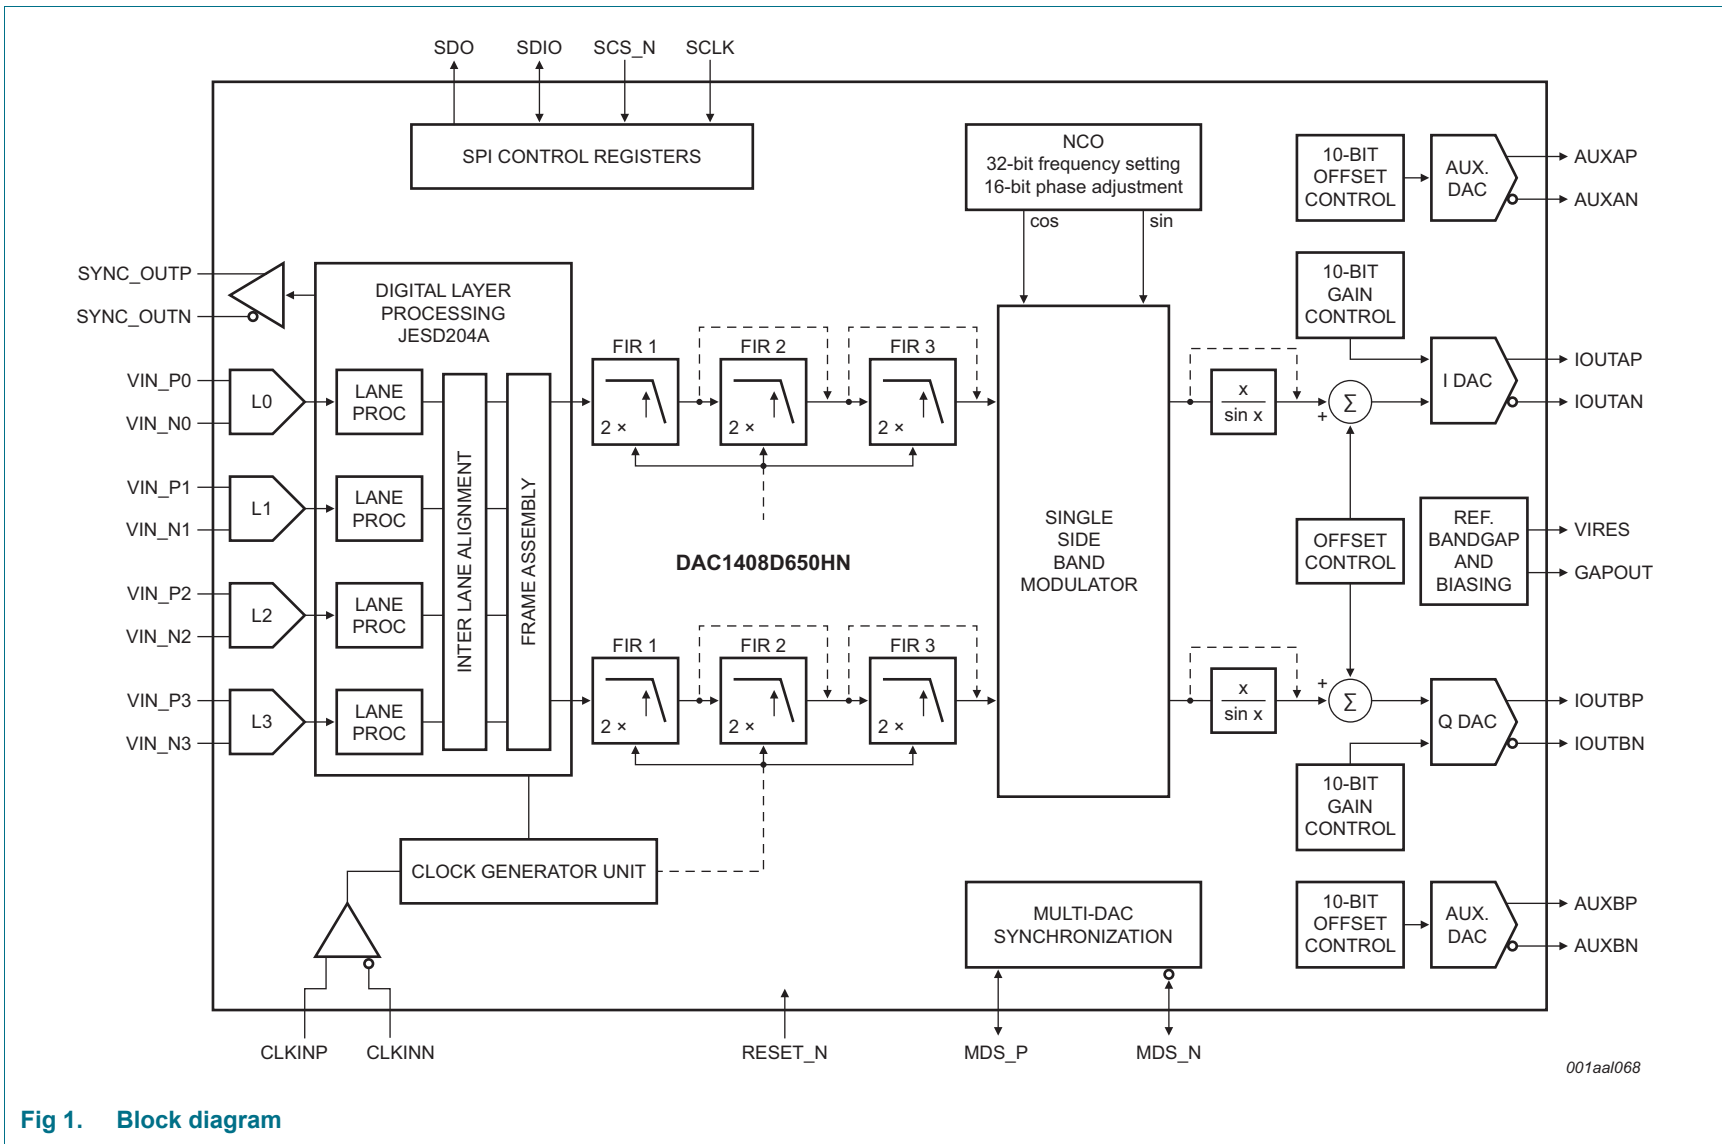 SDO
SDIO
SCS_N
SCLK
SPI CONTROL REGISTERS
NCO
32-bit frequency setting
16-bit phase adjustment
cos
sin
10-BIT
OFFSET
CONTROL
AUX.
DAC
AUXAP
AUXAN
SYNC_OUTP
SYNC_OUTN
DIGITAL LAYER
PROCESSING
JESD204A
10-BIT
GAIN
CONTROL
VIN_P0
VIN_N0
L0
LANE
PROC
FIR 1
2 ×
FIR 2
2 ×
FIR 3
2 ×
x
sin x
+
Σ
I DAC
IOUTAP
IOUTAN
VIN_P1
VIN_N1
L1
LANE
PROC
INTER LANE ALIGNMENT
FRAME ASSEMBLY
DAC1408D650HN
SINGLE
SIDE
BAND
MODULATOR
OFFSET
CONTROL
REF.
BANDGAP
AND
BIASING
VIRES
GAPOUT
VIN_P2
VIN_N2
L2
LANE
PROC
VIN_P3
VIN_N3
L3
LANE
PROC
FIR 1
2 ×
FIR 2
2 ×
FIR 3
2 ×
x
sin x
+
Σ
Q DAC
IOUTBP
IOUTBN
10-BIT
GAIN
CONTROL
CLOCK GENERATOR UNIT
MULTI-DAC
SYNCHRONIZATION
10-BIT
OFFSET
CONTROL
AUX.
DAC
AUXBP
AUXBN
CLKINP
CLKINN
RESET_N
MDS_P
MDS_N
001aal068
Fig 1. Block diagram